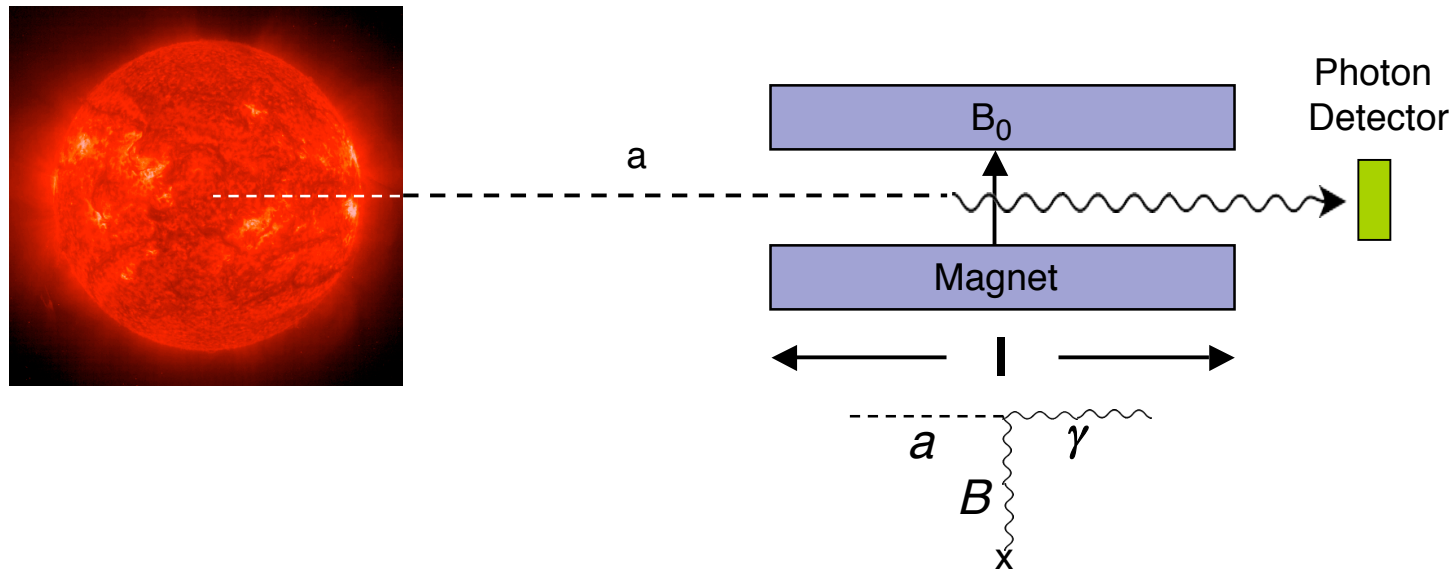 Photon
Detector
B₀
a
Magnet
l
a
γ
B
x